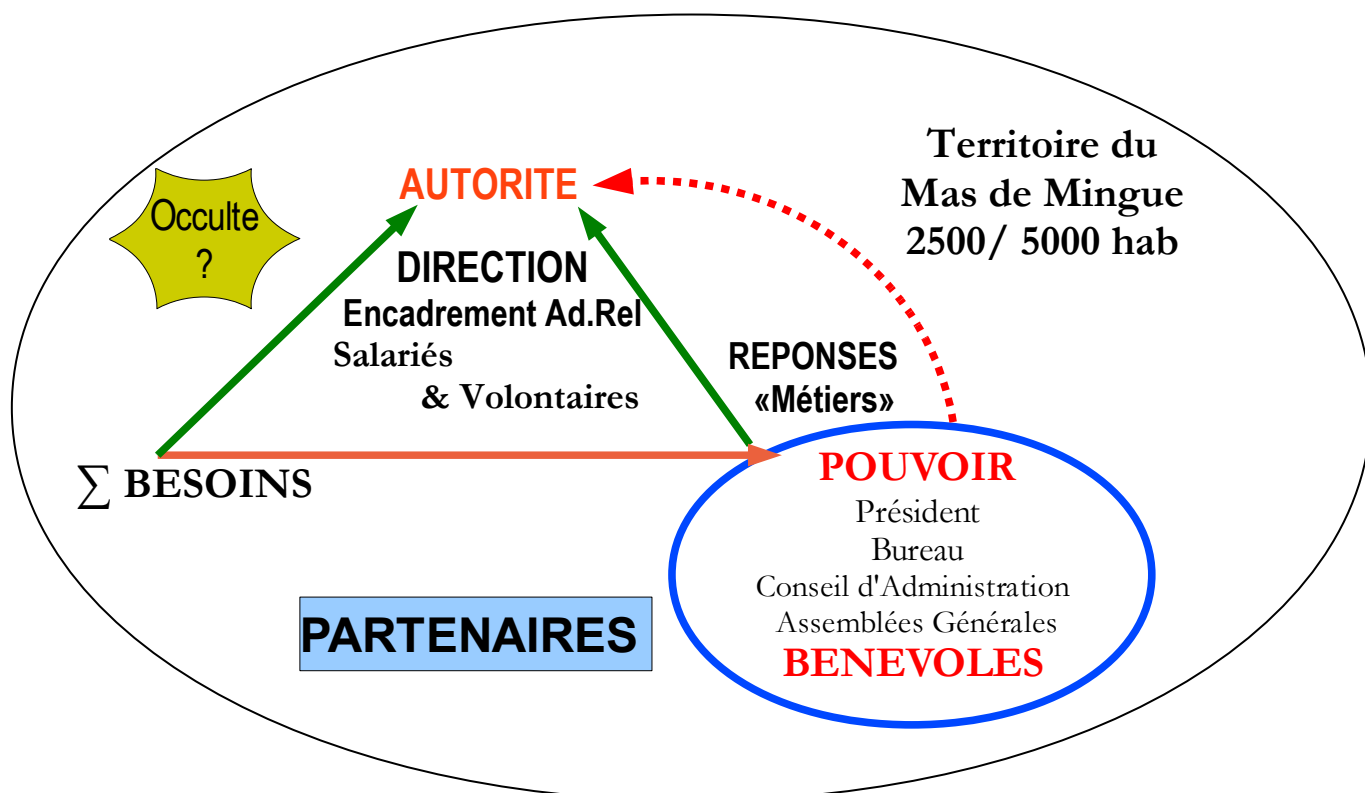 Territoire du
Mas de Mingue
2500/ 5000 hab
Occulte
?
AUTORITE
DIRECTION
Encadrement Ad.Rel
Salariés
& Volontaires
REPONSES
«Métiers»
∑ BESOINS
POUVOIR
Président
Bureau
Conseil d'Administration
Assemblées Générales
BENEVOLES
PARTENAIRES